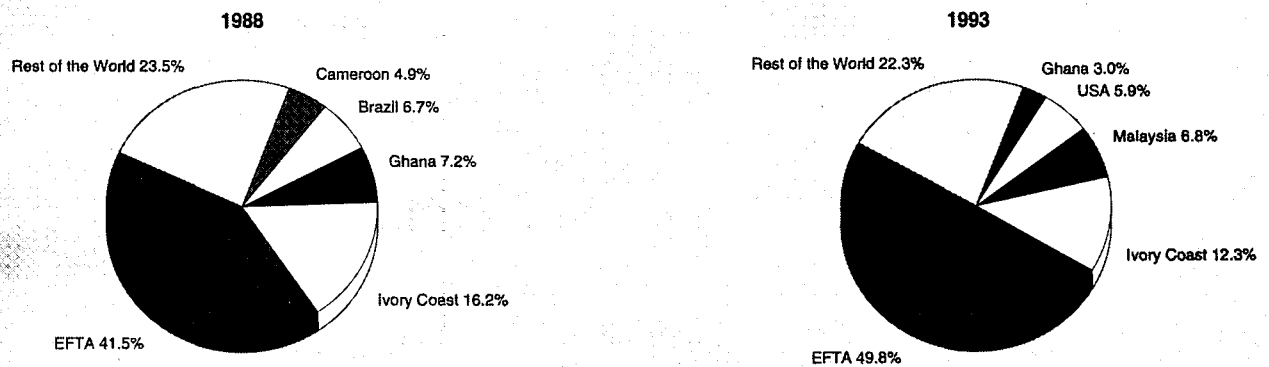 1988
Rest of the World 23.5%
Cameroon 4.9%
Brazil 6.7%
Ghana 7.2%
Ivory Coast 16.2%
EFTA 41.5%
1993
Rest of the World 22.3%
Ghana 3.0%
USA 5.9%
Malaysia 6.8%
Ivory Coast 12.3%
EFTA 49.8%